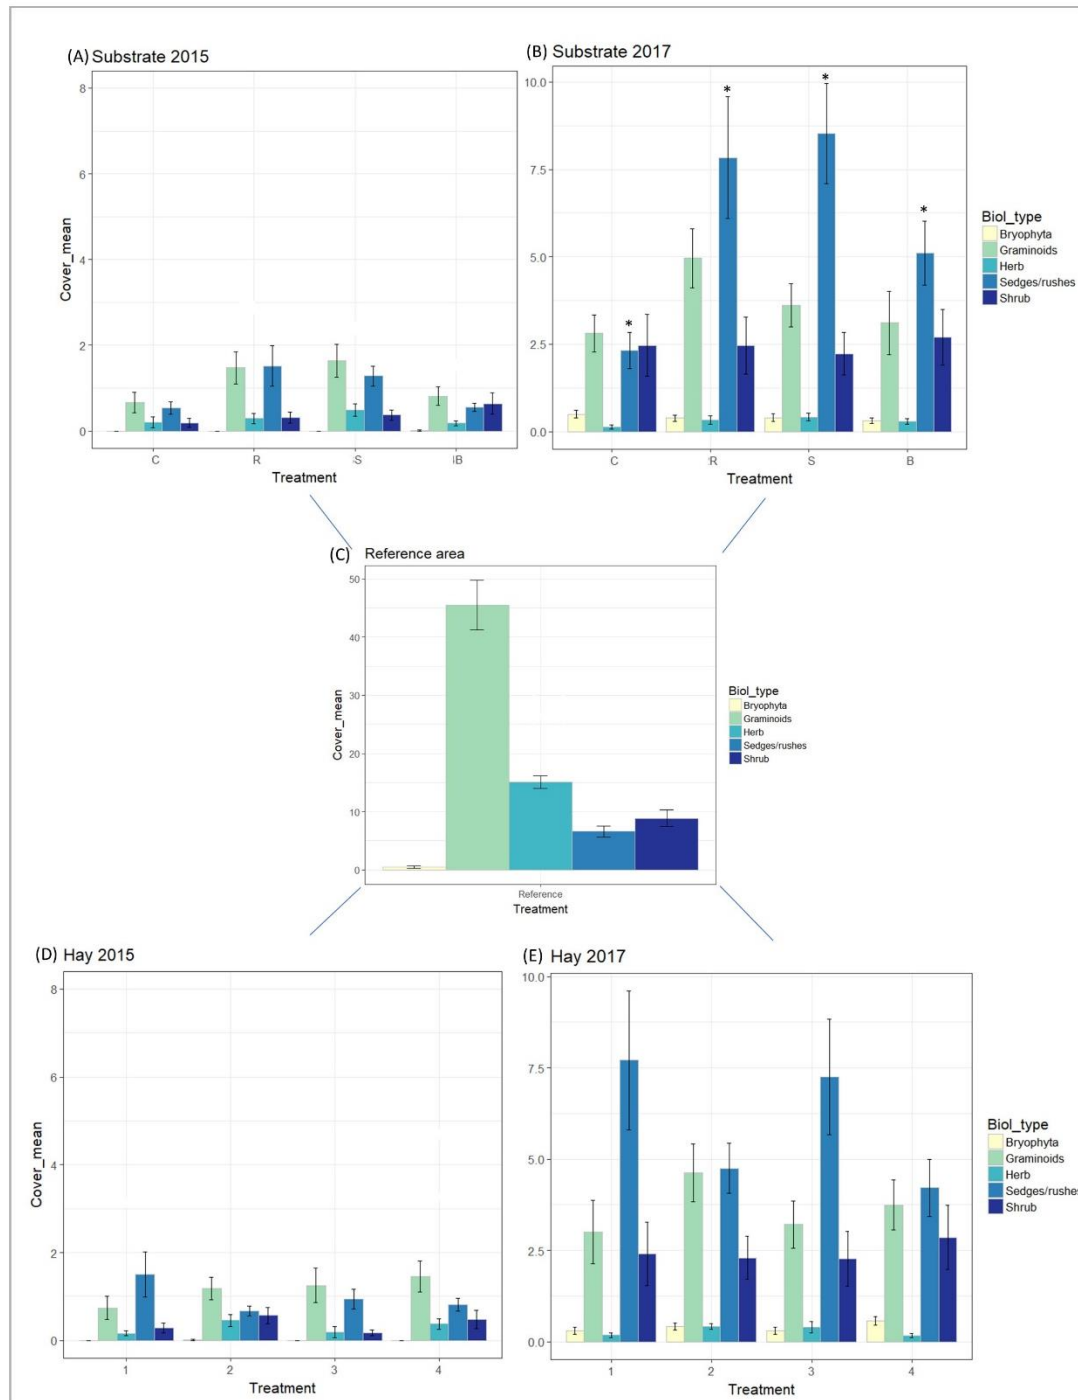 (A) Substrate 2015
8
6
4
2
0
Cover_mean
C R S IB
Treatment
(B) Substrate 2017
10.0
7.5
5.0
2.5
0.0
* * * *
C R S B
Treatment
Biol_type
Bryophyta
Graminoids
Herb
Sedges/rushes
Shrub
(C) Reference area
50
40
30
20
10
0
Cover_mean
Reference
Treatment
Biol_type
Bryophyta
Graminoids
Herb
Sedges/rushes
Shrub
(D) Hay 2015
8
6
4
2
0
Cover_mean
1 2 3 4
Treatment
(E) Hay 2017
10.0
7.5
5.0
2.5
0.0
1 2 3 4
Treatment
Biol_type
Bryophyta
Graminoids
Herb
Sedges/rushes
Shrub